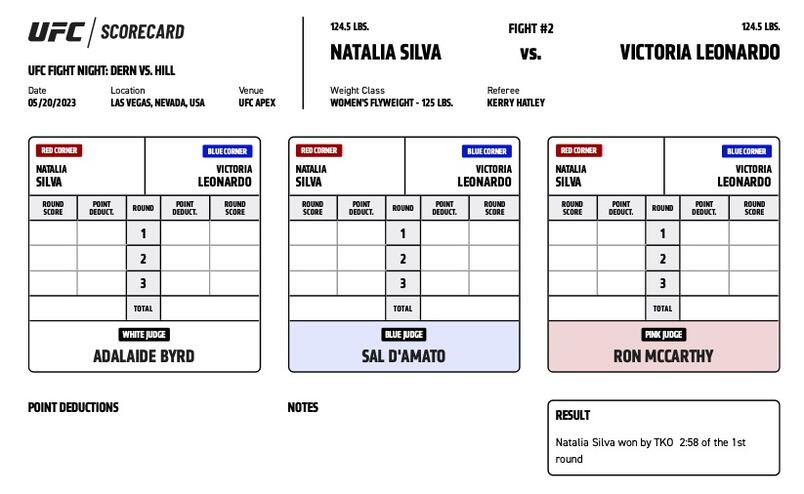 UFC / SCORECARD
UFC FIGHT NIGHT: DERN VS. HILL
Date
05/20/2023
Location
LAS VEGAS, NEVADA, USA
Venue
UFC APEX
124.5 LBS.
FIGHT #2
124.5 LBS.
NATALIA SILVA
vs.
VICTORIA LEONARDO
Weight Class
WOMEN'S FLYWEIGHT - 125 LBS.
Referee
KERRY HATLEY
RED CORNER
BLUE CORNER
NATALIA
SILVA
VICTORIA
LEONARDO
ROUND
SCORE
POINT
DEDUCT.
ROUND
POINT
DEDUCT.
ROUND
SCORE
1
2
3
TOTAL
WHITE JUDGE
ADALAIDE BYRD
RED CORNER
BLUE CORNER
NATALIA
SILVA
VICTORIA
LEONARDO
ROUND
SCORE
POINT
DEDUCT.
ROUND
POINT
DEDUCT.
ROUND
SCORE
1
2
3
TOTAL
BLUE JUDGE
SAL D'AMATO
RED CORNER
BLUE CORNER
NATALIA
SILVA
VICTORIA
LEONARDO
ROUND
SCORE
POINT
DEDUCT.
ROUND
POINT
DEDUCT.
ROUND
SCORE
1
2
3
TOTAL
PINK JUDGE
RON MCCARTHY
POINT DEDUCTIONS
NOTES
RESULT
Natalia Silva won by TKO 2:58 of the 1st
round